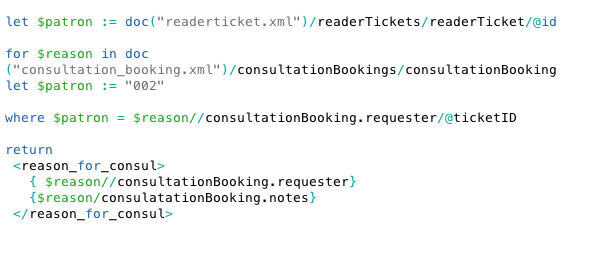 let $patron := doc("readerticket.xml")/readerTickets/readerTicket/@id
for $reason in doc
("consultation_booking.xml")/consultationBookings/consultationBooking
let $patron := "002"
where $patron = $reason//consultationBooking.requester/@ticketID
return
<reason_for_consul>
{ $reason//consultationBooking.requester}
{$reason/consulatationBooking.notes}
</reason_for_consul>